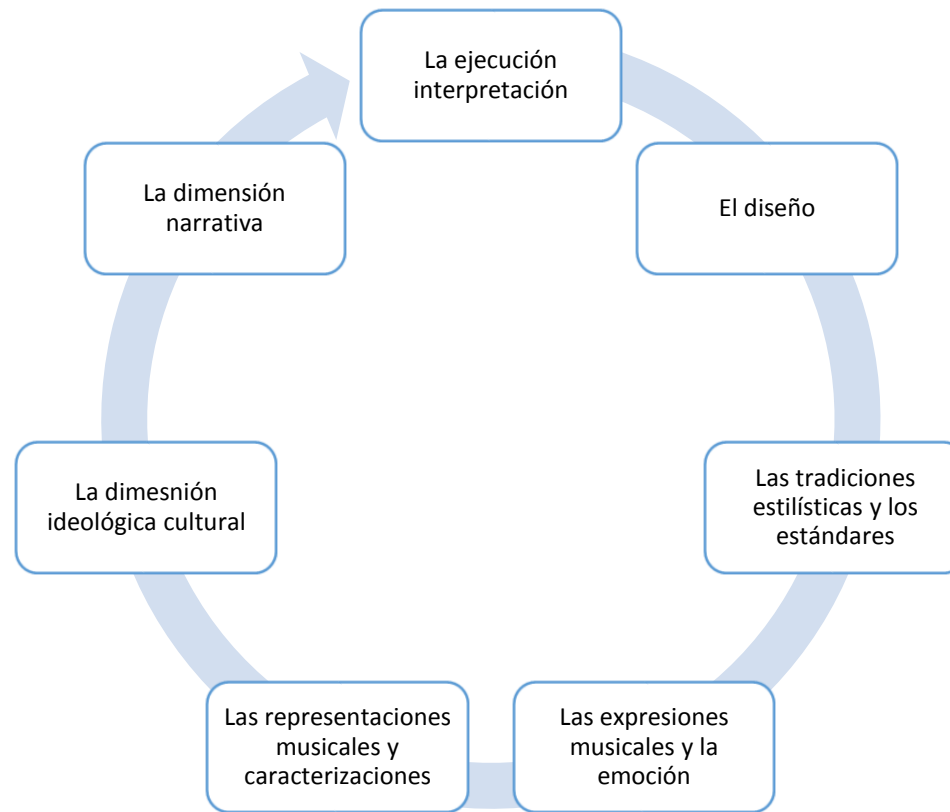 La ejecución
interpretación
El diseño
Las tradiciones
estilísticas y los
estándares
Las expresiones
musicales y la
emoción
Las representaciones
musicales y
caracterizaciones
La dimesnión
ideológica cultural
La dimensión
narrativa